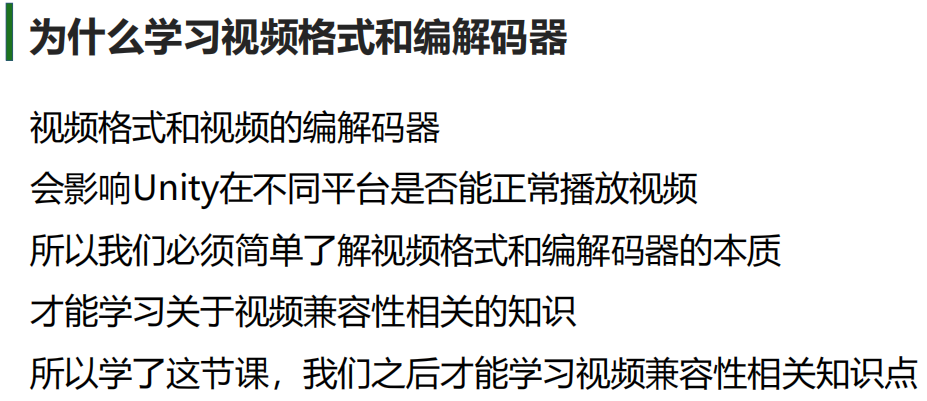 为什么学习视频格式和编解码器
视频格式和视频的编解码器
会影响Unity在不同平台是否能正常播放视频
所以我们必须简单了解视频格式和编解码器的本质
才能学习关于视频兼容性相关的知识
所以学了这节课，我们之后才能学习视频兼容性相关知识点